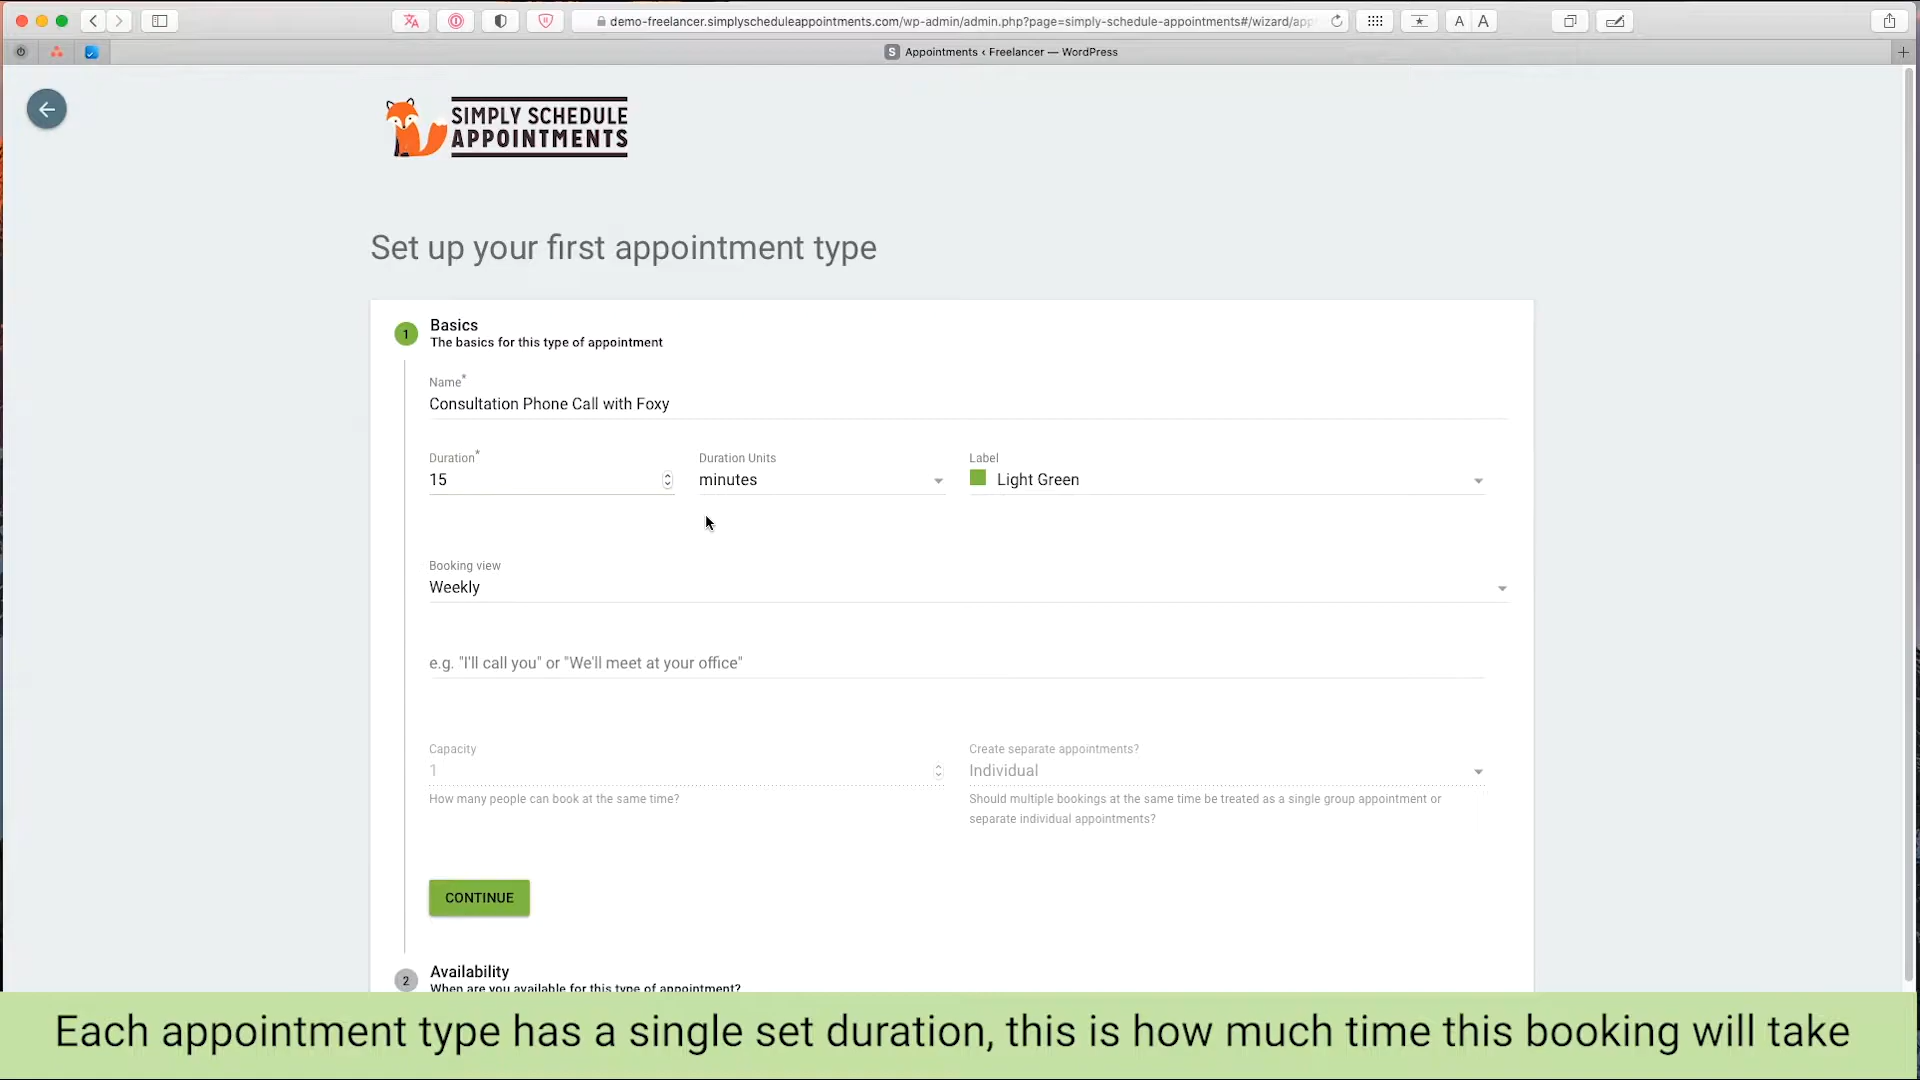 demo-freelancer.simplyscheduleappointments.com/wp-admin/admin.php?page=simply-schedule-appointments#/wizard/app
A A
S Appointments ‹ Freelancer — WordPress
SIMPLY SCHEDULE
APPOINTMENTS
Set up your first appointment type
1 Basics
The basics for this type of appointment
Name*
Consultation Phone Call with Foxy
Duration* Duration Units Label
15 minutes Light Green
Booking view
Weekly
e.g. "I'll call you" or "We'll meet at your office"
Capacity Create separate appointments?
1 Individual
How many people can book at the same time? Should multiple bookings at the same time be treated as a single group appointment or
separate individual appointments?
CONTINUE
2 Availability
When are you available for this type of appointment?
Each appointment type has a single set duration, this is how much time this booking will take